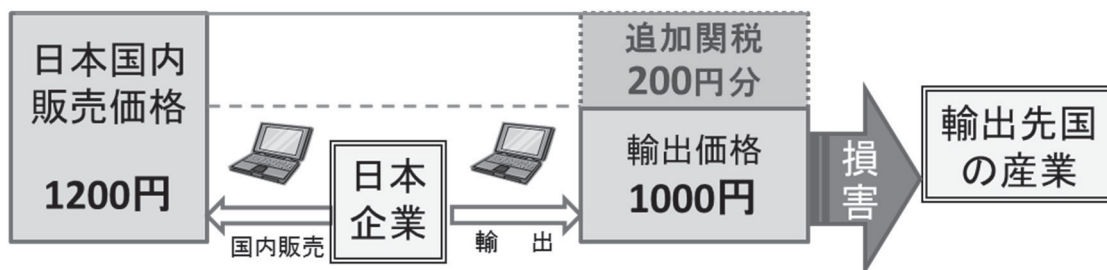 日本国内
販売価格
1200円
国内販売
日本
企業
輸　出
追加関税
200円分
輸出価格
1000円
損
害
輸出先国
の産業